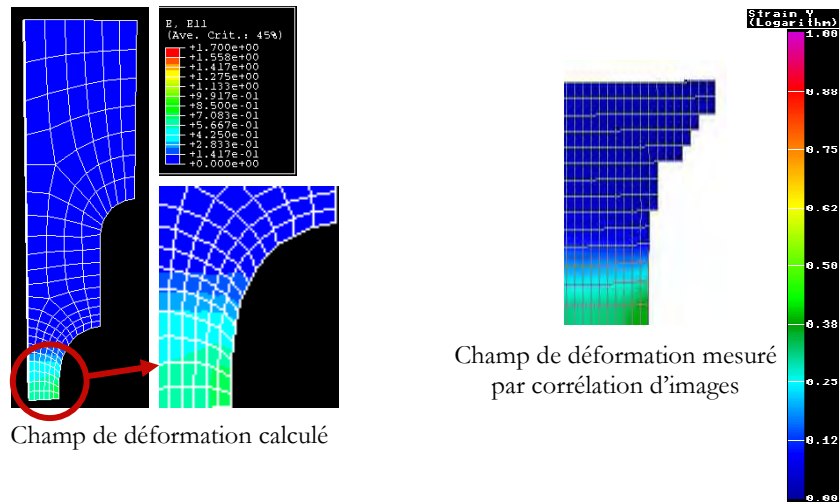 E, E11
(Ave. Crit.: 45%)
+1.700e+00
+1.558e+00
+1.417e+00
+1.275e+00
+1.133e+00
+9.917e-01
+8.500e-01
+7.083e-01
+5.667e-01
+4.250e-01
+2.833e-01
+1.417e-01
+0.000e+00
Strain Y
(Logarithm)
1.00
0.88
0.75
0.62
0.50
0.38
0.25
0.12
0.00
Champ de déformation mesuré
par corrélation d’images
Champ de déformation calculé